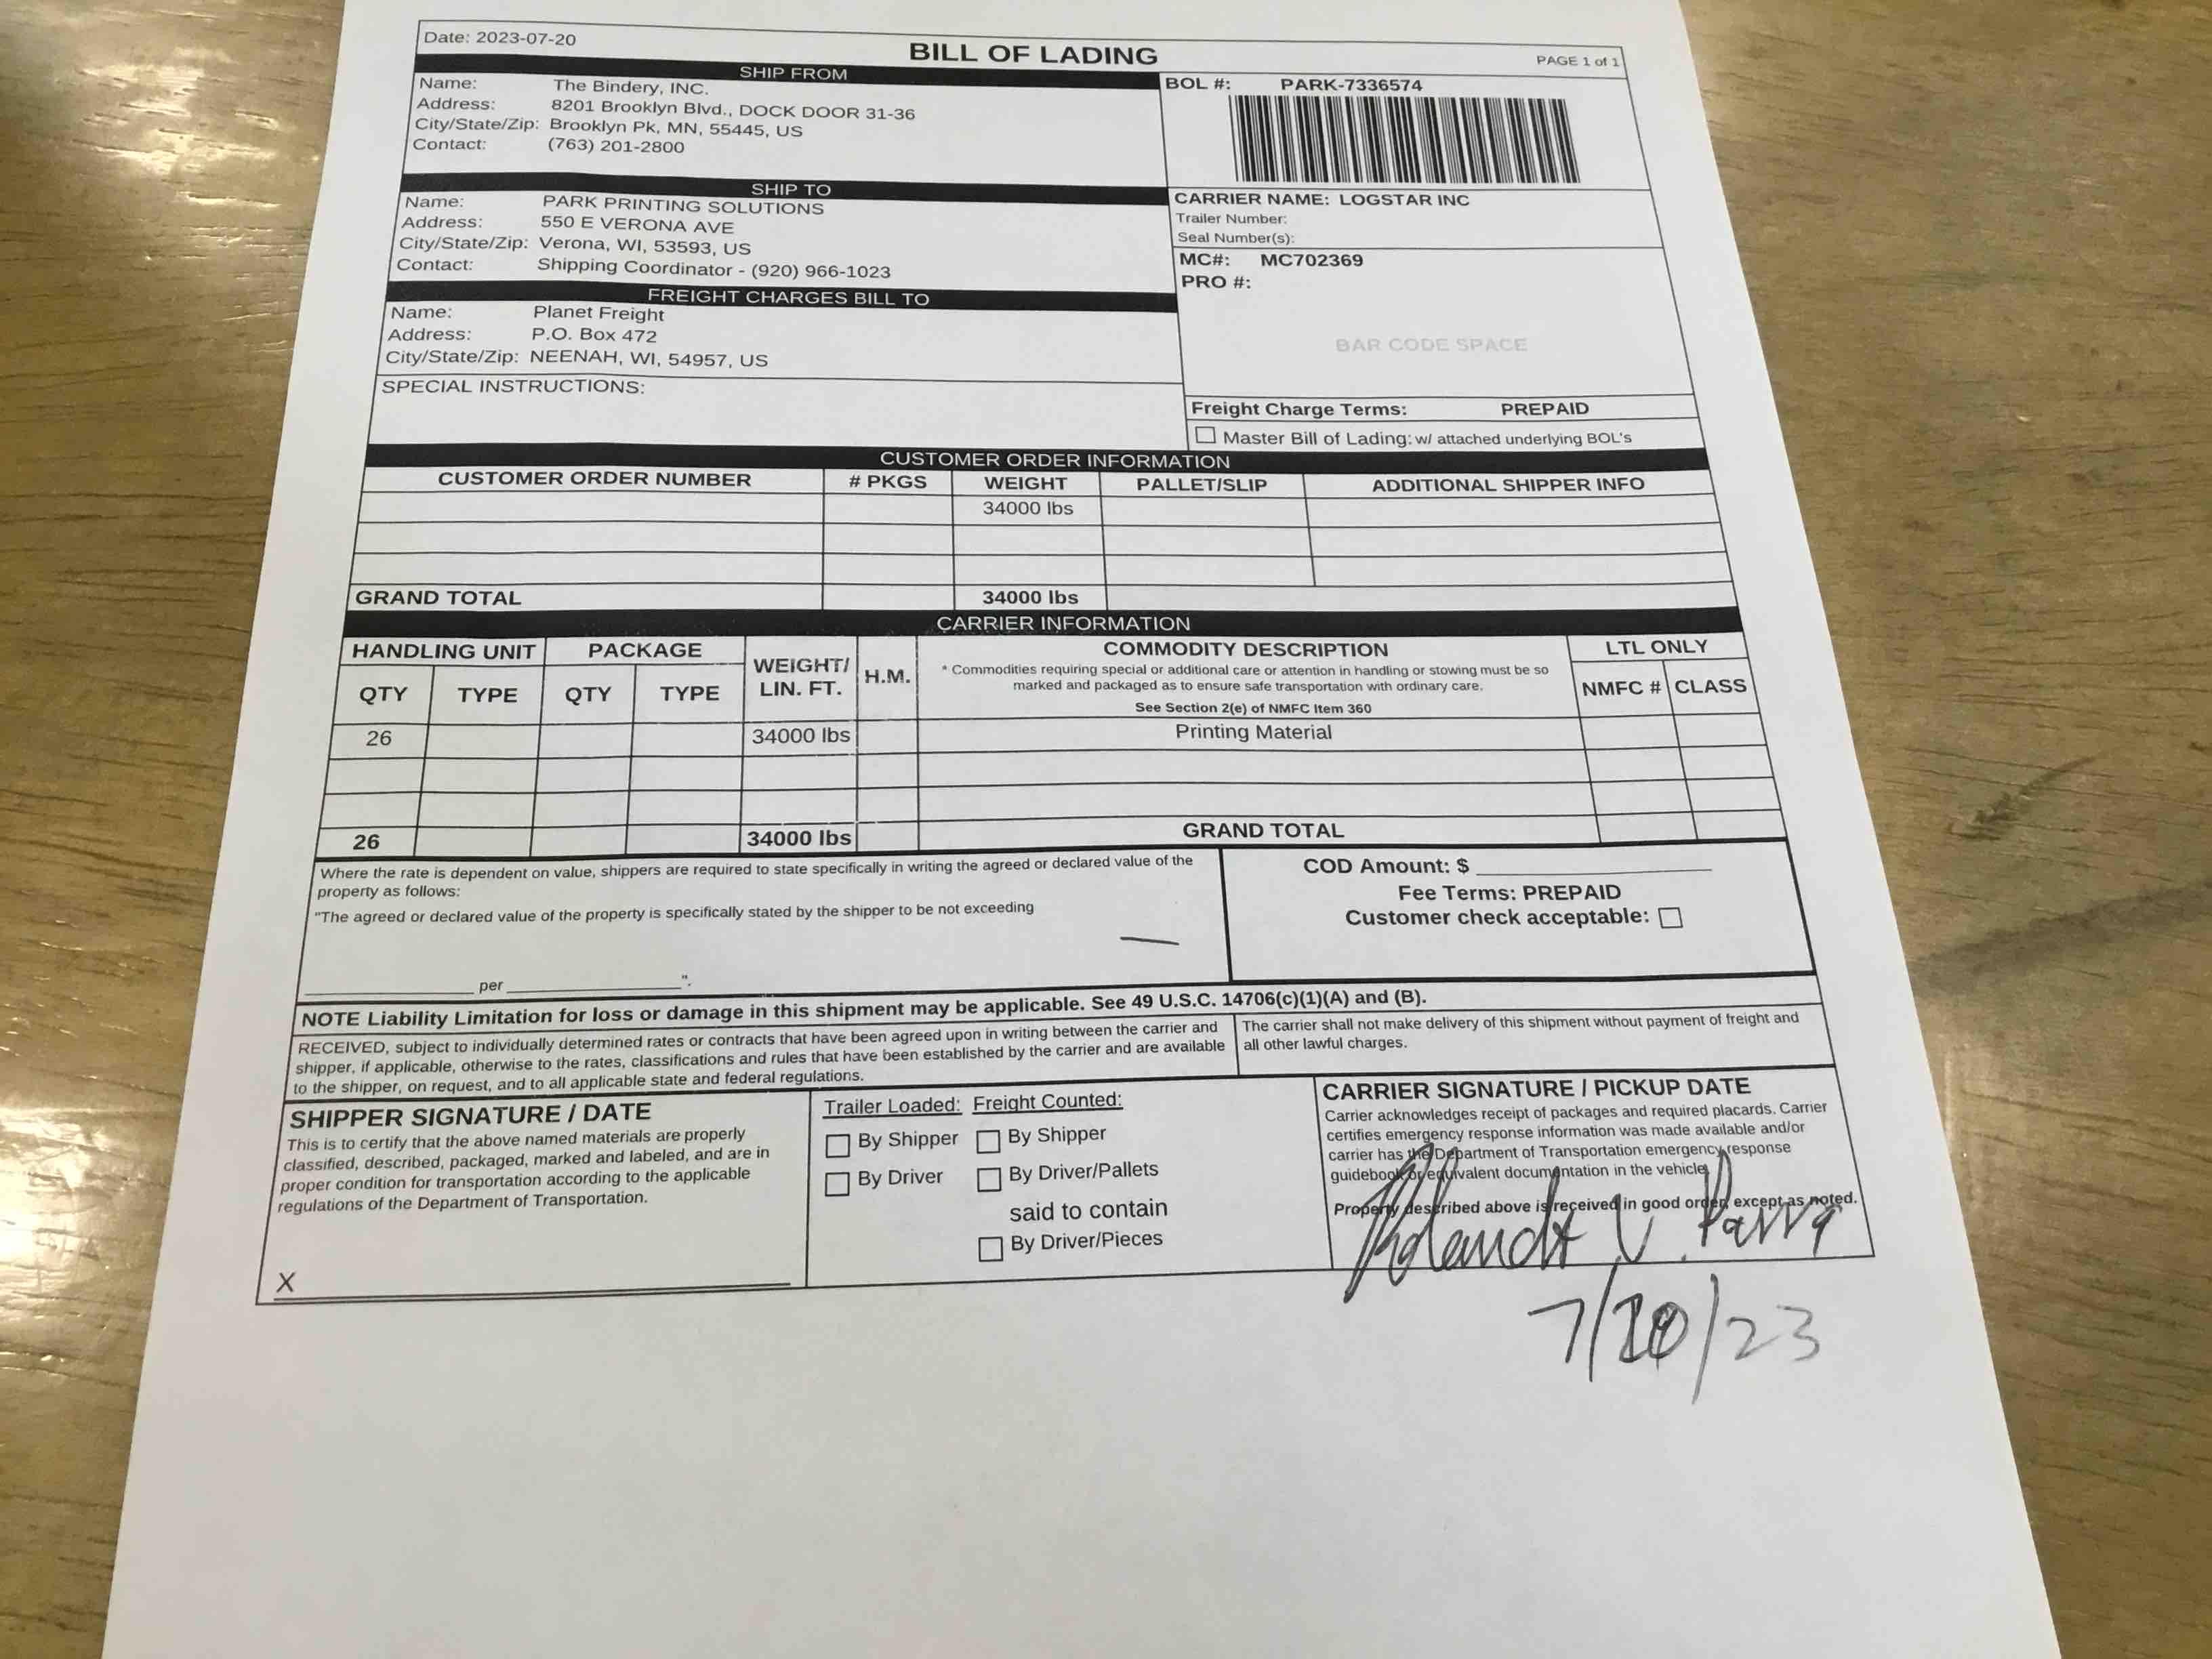 Date: 2023-07-20
BILL OF LADING
PAGE 1 of 1
SHIP FROM
Name: The Bindery, INC.
Address: 8201 Brooklyn Blvd., DOCK DOOR 31-36
City/State/Zip: Brooklyn Pk, MN, 55445, US
Contact: (763) 201-2800
BOL #: PARK-7336574
SHIP TO
Name: PARK PRINTING SOLUTIONS
Address: 550 E VERONA AVE
City/State/Zip: Verona, WI, 53593, US
Contact: Shipping Coordinator - (920) 966-1023
CARRIER NAME: LOGSTAR INC
Trailer Number:
Seal Number(s):
MC#: MC702369
PRO #:
BAR CODE SPACE
FREIGHT CHARGES BILL TO
Name: Planet Freight
Address: P.O. Box 472
City/State/Zip: NEENAH, WI, 54957, US
SPECIAL INSTRUCTIONS:
Freight Charge Terms: PREPAID
Master Bill of Lading: w/ attached underlying BOL's
CUSTOMER ORDER INFORMATION
CUSTOMER ORDER NUMBER # PKGS WEIGHT PALLET/SLIP ADDITIONAL SHIPPER INFO
34000 lbs
GRAND TOTAL 34000 lbs
CARRIER INFORMATION
HANDLING UNIT PACKAGE WEIGHT/ LIN. FT. H.M. COMMODITY DESCRIPTION LTL ONLY
* Commodities requiring special or additional care or attention in handling or stowing must be so
marked and packaged as to ensure safe transportation with ordinary care.
See Section 2(e) of NMFC Item 360
QTY TYPE QTY TYPE NMFC # CLASS
26 34000 lbs Printing Material
26 34000 lbs GRAND TOTAL
Where the rate is dependent on value, shippers are required to state specifically in writing the agreed or declared value of the
property as follows:
"The agreed or declared value of the property is specifically stated by the shipper to be not exceeding
per ".
COD Amount: $
Fee Terms: PREPAID
Customer check acceptable:
NOTE Liability Limitation for loss or damage in this shipment may be applicable. See 49 U.S.C. 14706(c)(1)(A) and (B).
RECEIVED, subject to individually determined rates or contracts that have been agreed upon in writing between the carrier and
shipper, if applicable, otherwise to the rates, classifications and rules that have been established by the carrier and are available
to the shipper, on request, and to all applicable state and federal regulations.
The carrier shall not make delivery of this shipment without payment of freight and
all other lawful charges.
SHIPPER SIGNATURE / DATE
This is to certify that the above named materials are properly
classified, described, packaged, marked and labeled, and are in
proper condition for transportation according to the applicable
regulations of the Department of Transportation.
X
Trailer Loaded: Freight Counted:
By Shipper By Shipper
By Driver By Driver/Pallets
said to contain
By Driver/Pieces
CARRIER SIGNATURE / PICKUP DATE
Carrier acknowledges receipt of packages and required placards. Carrier
certifies emergency response information was made available and/or
carrier has the Department of Transportation emergency response
guidebook or equivalent documentation in the vehicle.
Property described above is received in good order, except as noted.